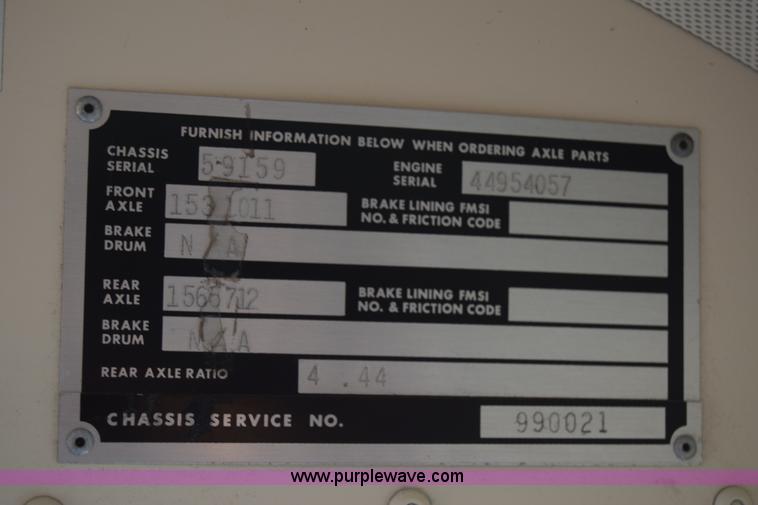 FURNISH INFORMATION BELOW WHEN ORDERING AXLE PARTS
CHASSIS SERIAL 59159 ENGINE SERIAL 44954057
FRONT AXLE 1531011 BRAKE LINING FMSI NO. & FRICTION CODE
BRAKE DRUM N/A
REAR AXLE 1566712 BRAKE LINING FMSI NO. & FRICTION CODE
BRAKE DRUM N/A
REAR AXLE RATIO 4.44
CHASSIS SERVICE NO. 990021
www.purplewave.com